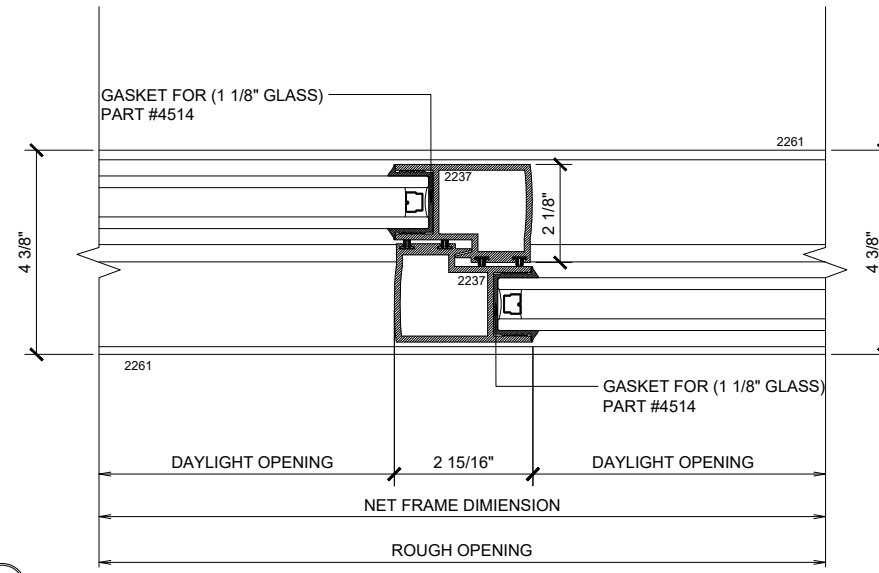 GASKET FOR (1 1/8" GLASS)
PART #4514
2261
2237
2 1/8"
4 3/8"
4 3/8"
2237
2261
GASKET FOR (1 1/8" GLASS)
PART #4514
DAYLIGHT OPENING
2 15/16"
DAYLIGHT OPENING
NET FRAME DIMIENSION
ROUGH OPENING